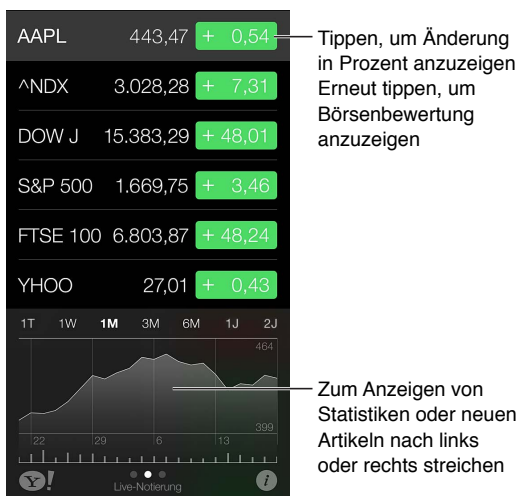 AAPL 443,47 + 0,54
Tippen, um Änderung
in Prozent anzuzeigen
Erneut tippen, um
Börsenbewertung
anzuzeigen
^NDX 3.028,28 + 7,31
DOW J 15.383,29 + 48,01
S&P 500 1.669,75 + 3,46
FTSE 100 6.803,87 + 48,24
YHOO 27,01 + 0,43
1T 1W 1M 3M 6M 1J 2J
464
399
22 29 6 13
Zum Anzeigen von
Statistiken oder neuen
Artikeln nach links
oder rechts streichen
Y!
Live-Notierung
i